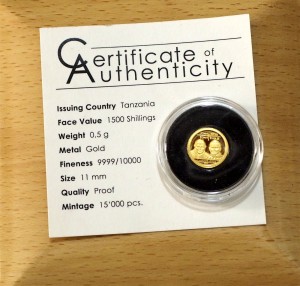 Certificate of
Authenticity
Issuing Country Tanzania
Face Value 1500 Shillings
Weight 0,5 g
Metal Gold
Fineness 9999/10000
Size 11 mm
Quality Proof
Mintage 15'000 pcs.